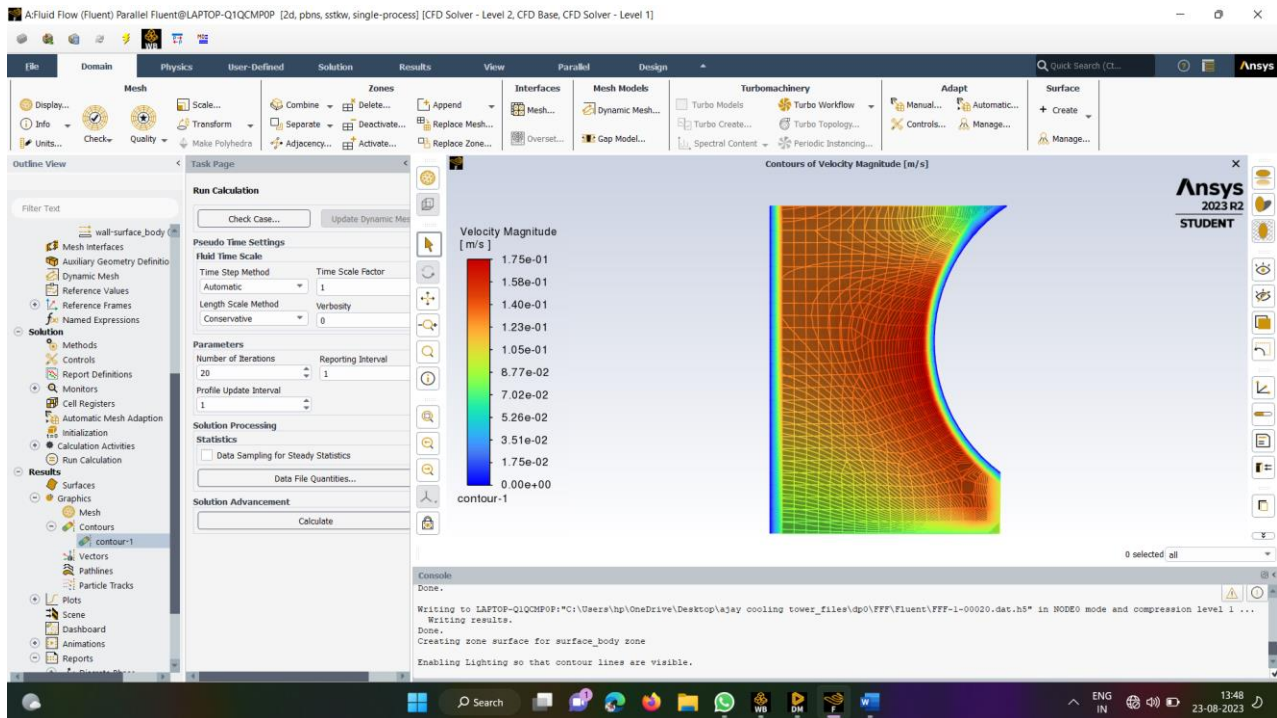 A:Fluid Flow (Fluent) Parallel Fluent@LAPTOP-Q1QCMP0P [2d, pbns, sstkw, single-process] [CFD Solver - Level 2, CFD Base, CFD Solver - Level 1]
WB
File Domain Physics User-Defined Solution Results View Parallel Design
Quick Search (Ct...
Ansys
Mesh Zones Interfaces Mesh Models Turbomachinery Adapt Surface
Display... Scale... Combine Delete... Append Mesh... Dynamic Mesh... Turbo Models Turbo Workflow Manual... Automatic... + Create
Info Transform Separate Deactivate... Replace Mesh... Turbo Create... Turbo Topology... Controls... Manage...
Units... Check Quality Make Polyhedra Adjacency... Activate... Replace Zone... Overset... Gap Model... Spectral Content Periodic Instancing... Manage...
Outline View
Filter Text
wall-surface_body (
Mesh Interfaces
Auxiliary Geometry Definitio
Dynamic Mesh
Reference Values
Reference Frames
Named Expressions
Solution
Methods
Controls
Report Definitions
Monitors
Cell Registers
Automatic Mesh Adaption
Initialization
Calculation Activities
Run Calculation
Results
Surfaces
Graphics
Mesh
Contours
contour-1
Vectors
Pathlines
Particle Tracks
Plots
Scene
Dashboard
Animations
Reports
Task Page
Run Calculation
Check Case... Update Dynamic Mes
Pseudo Time Settings
Fluid Time Scale
Time Step Method Time Scale Factor
Automatic 1
Length Scale Method Verbosity
Conservative 0
Parameters
Number of Iterations Reporting Interval
20 1
Profile Update Interval
1
Solution Processing
Statistics
Data Sampling for Steady Statistics
Data File Quantities...
Solution Advancement
Calculate
Contours of Velocity Magnitude [m/s]
Ansys
2023 R2
STUDENT
Velocity Magnitude
[ m/s ]
1.75e-01
1.58e-01
1.40e-01
1.23e-01
1.05e-01
8.77e-02
7.02e-02
5.26e-02
3.51e-02
1.75e-02
0.00e+00
contour-1
0 selected all
Console
Done.
Writing to LAPTOP-Q1QCMP0P:"C:\Users\hp\OneDrive\Desktop\ajay cooling tower_files\dp0\FFF\Fluent\FFF-1-00020.dat.h5" in NODE0 mode and compression level 1 ...
Writing results.
Done.
Creating zone surface for surface_body zone
Enabling Lighting so that contour lines are visible.
Search
WB
DM
F
ENG
IN
13:48
23-08-2023